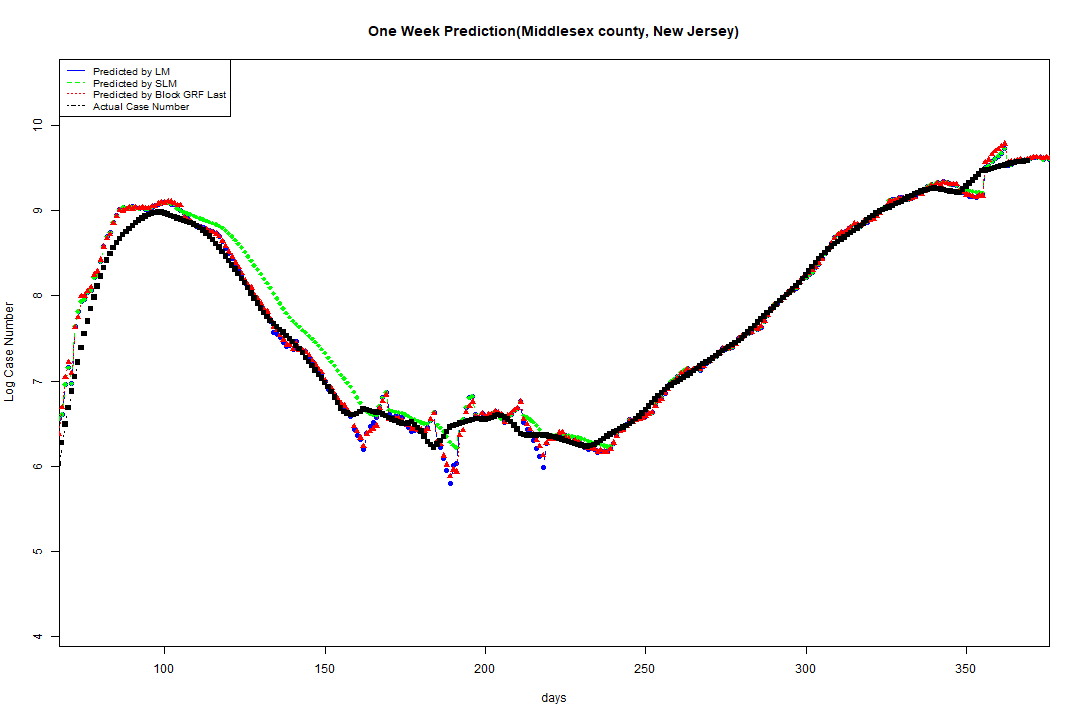 One Week Prediction(Middlesex county, New Jersey)
Predicted by LM
Predicted by SLM
Predicted by Block GRF Last
Actual Case Number
Log Case Number
10
9
8
7
6
5
4
100 150 200 250 300 350
days